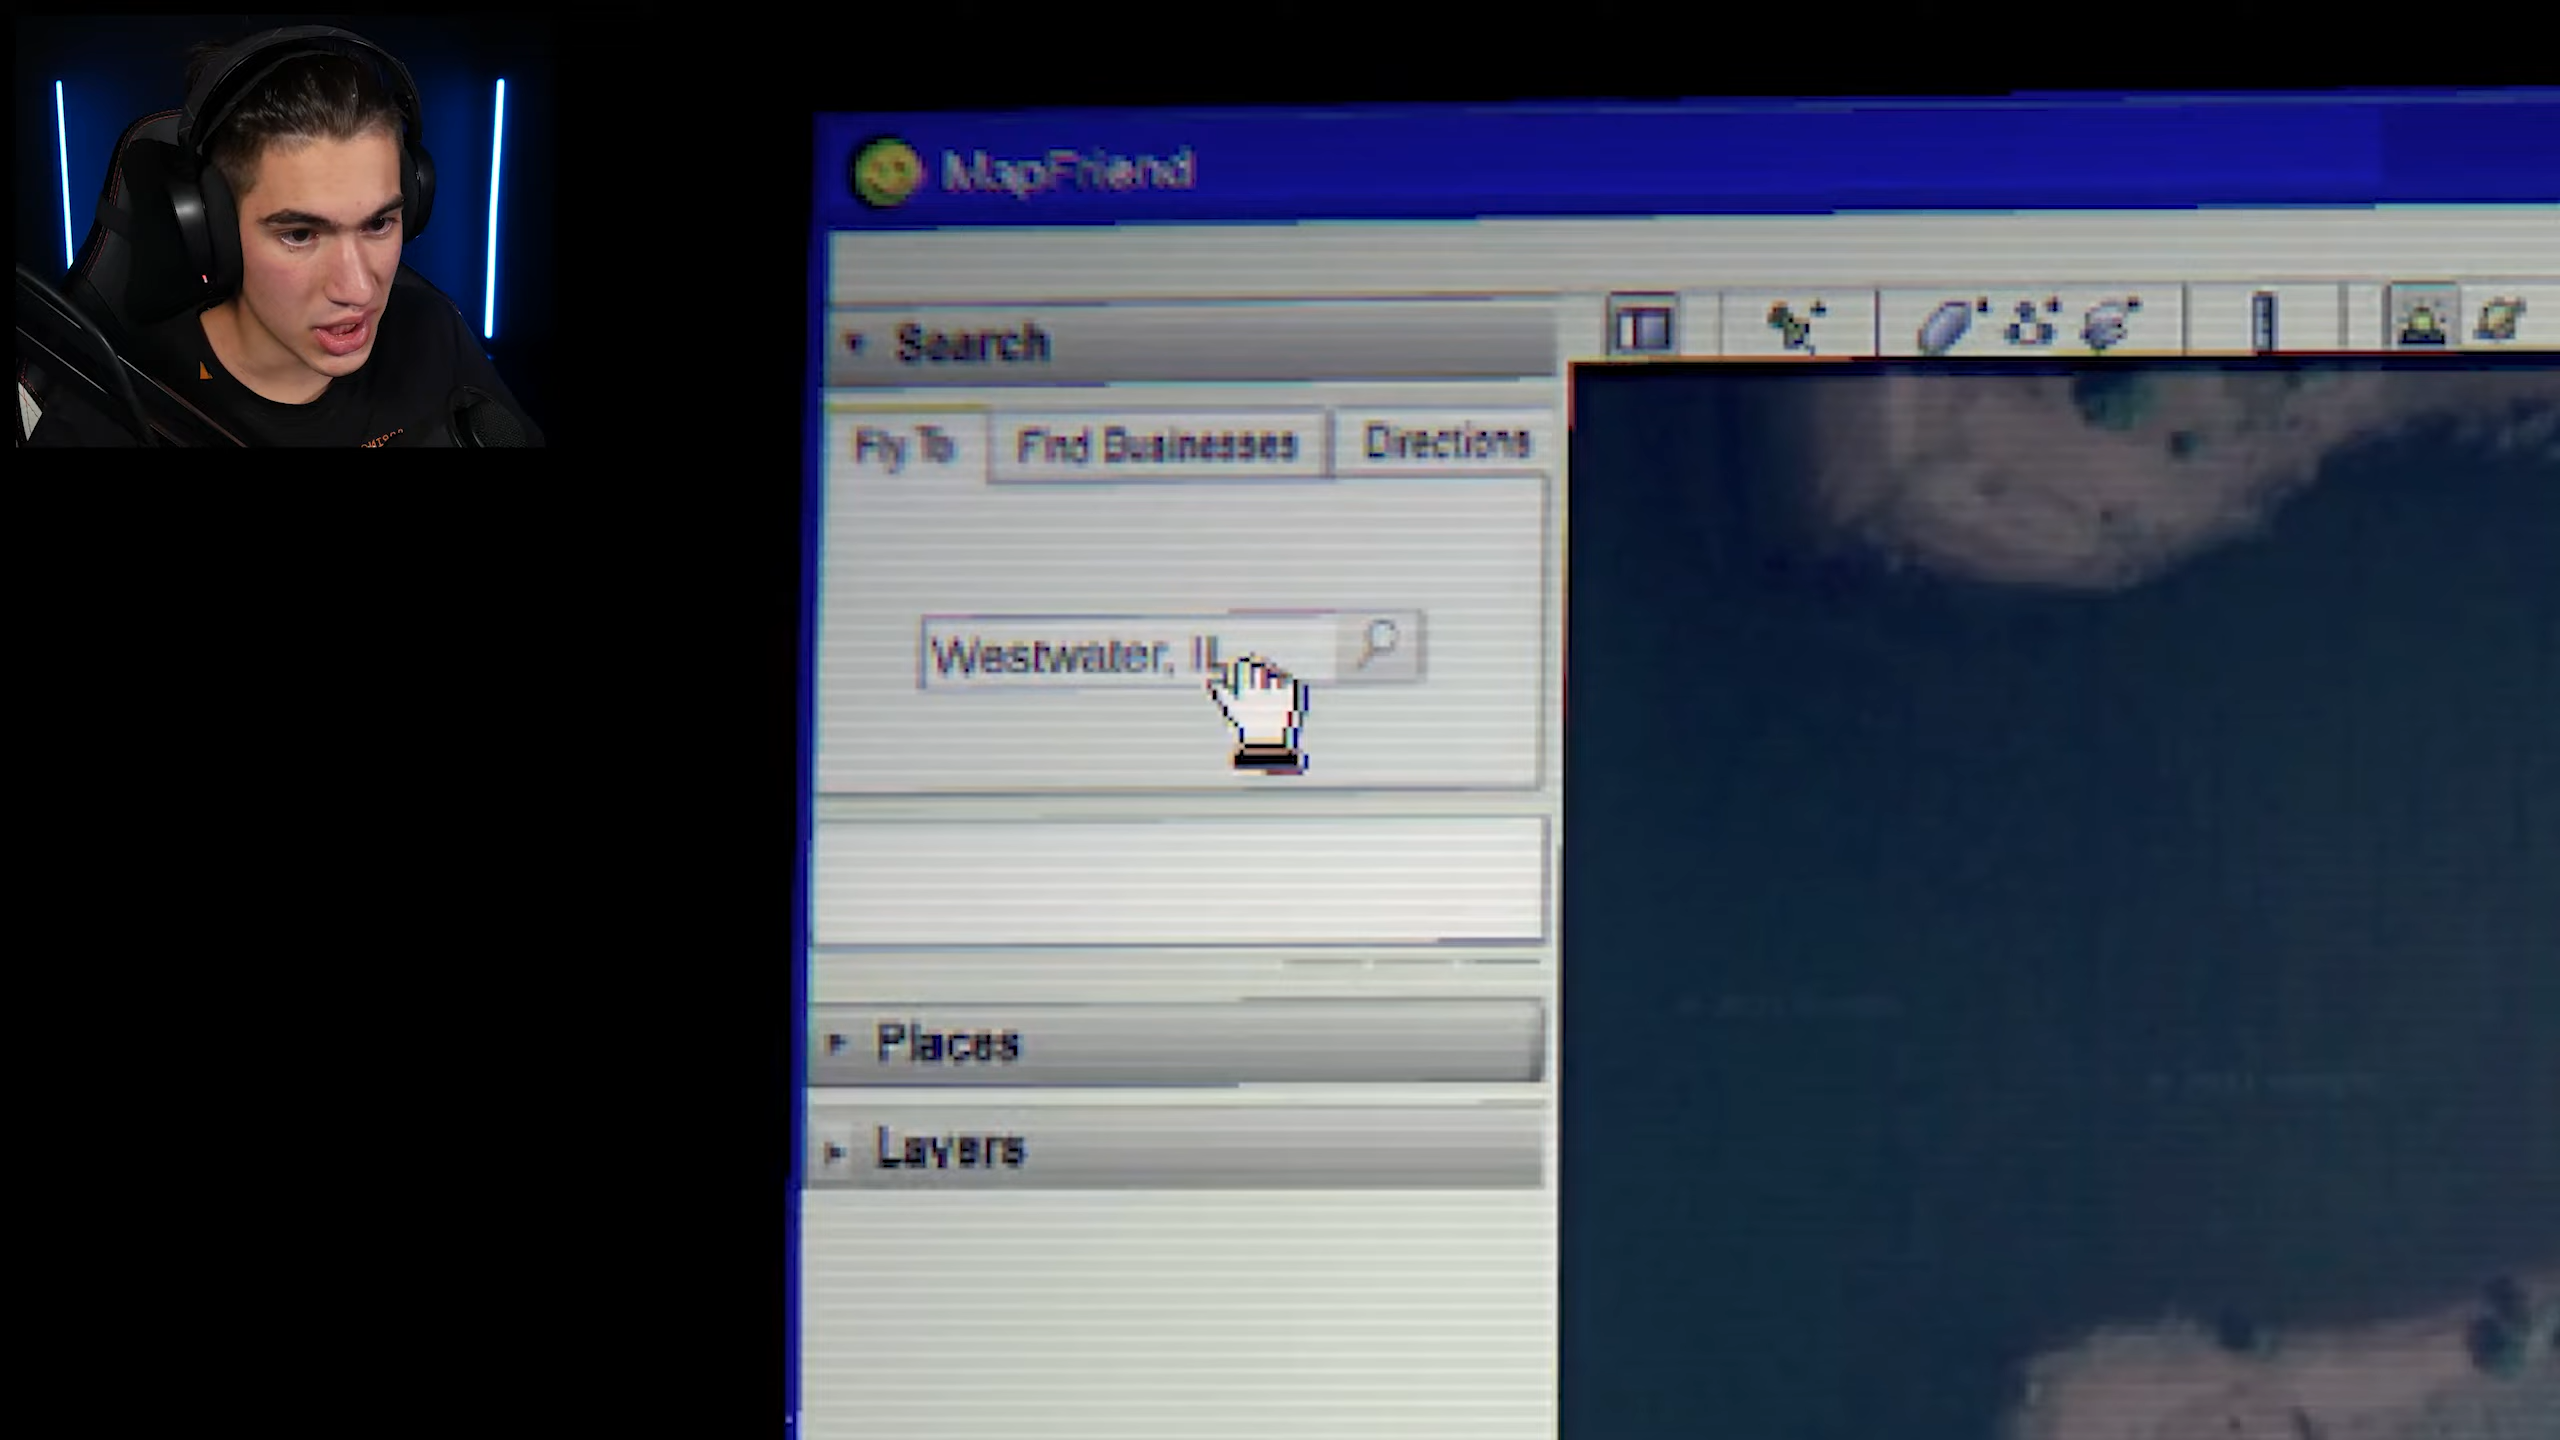 MapFriend
Search
Fly To
Find Businesses
Directions
Westwater, IL
Places
Layers